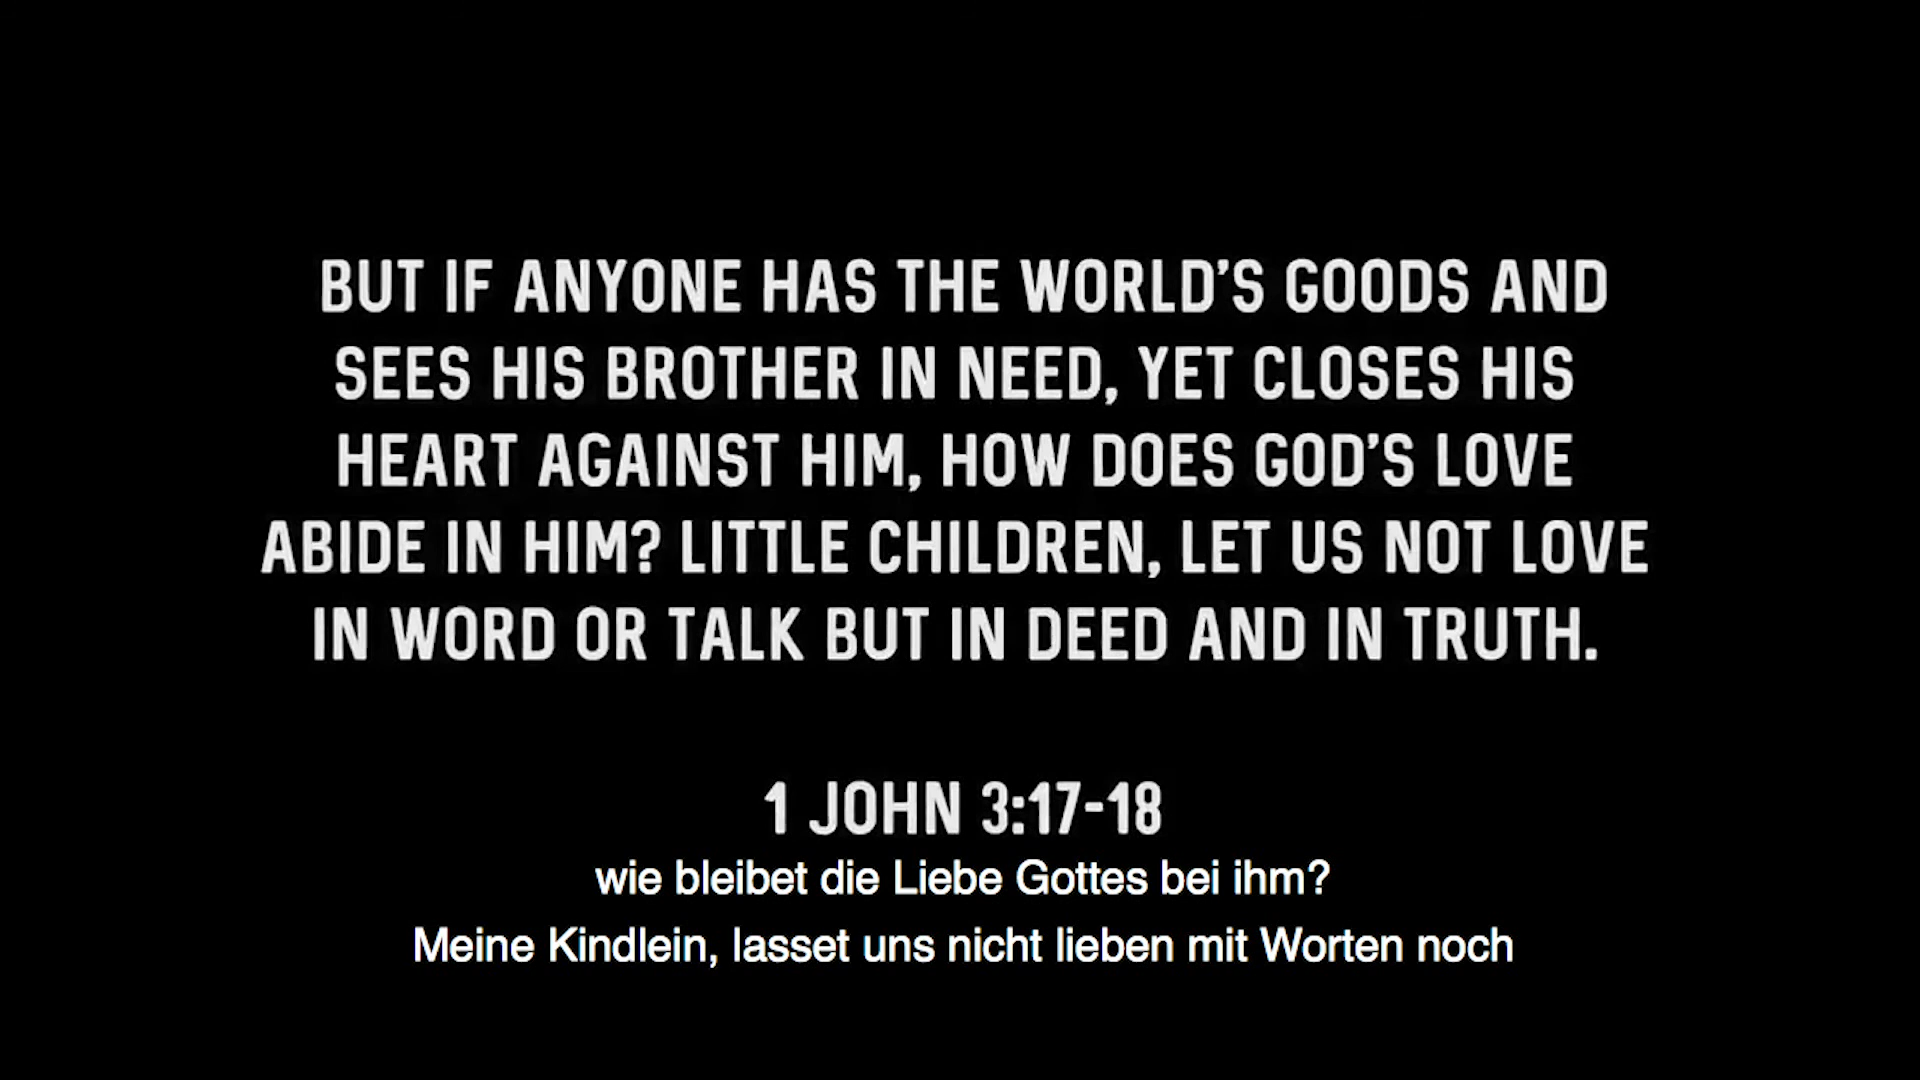 BUT IF ANYONE HAS THE WORLD’S GOODS AND
SEES HIS BROTHER IN NEED, YET CLOSES HIS
HEART AGAINST HIM, HOW DOES GOD’S LOVE
ABIDE IN HIM? LITTLE CHILDREN, LET US NOT LOVE
IN WORD OR TALK BUT IN DEED AND IN TRUTH.
1 JOHN 3:17-18
wie bleibet die Liebe Gottes bei ihm?
Meine Kindlein, lasset uns nicht lieben mit Worten noch